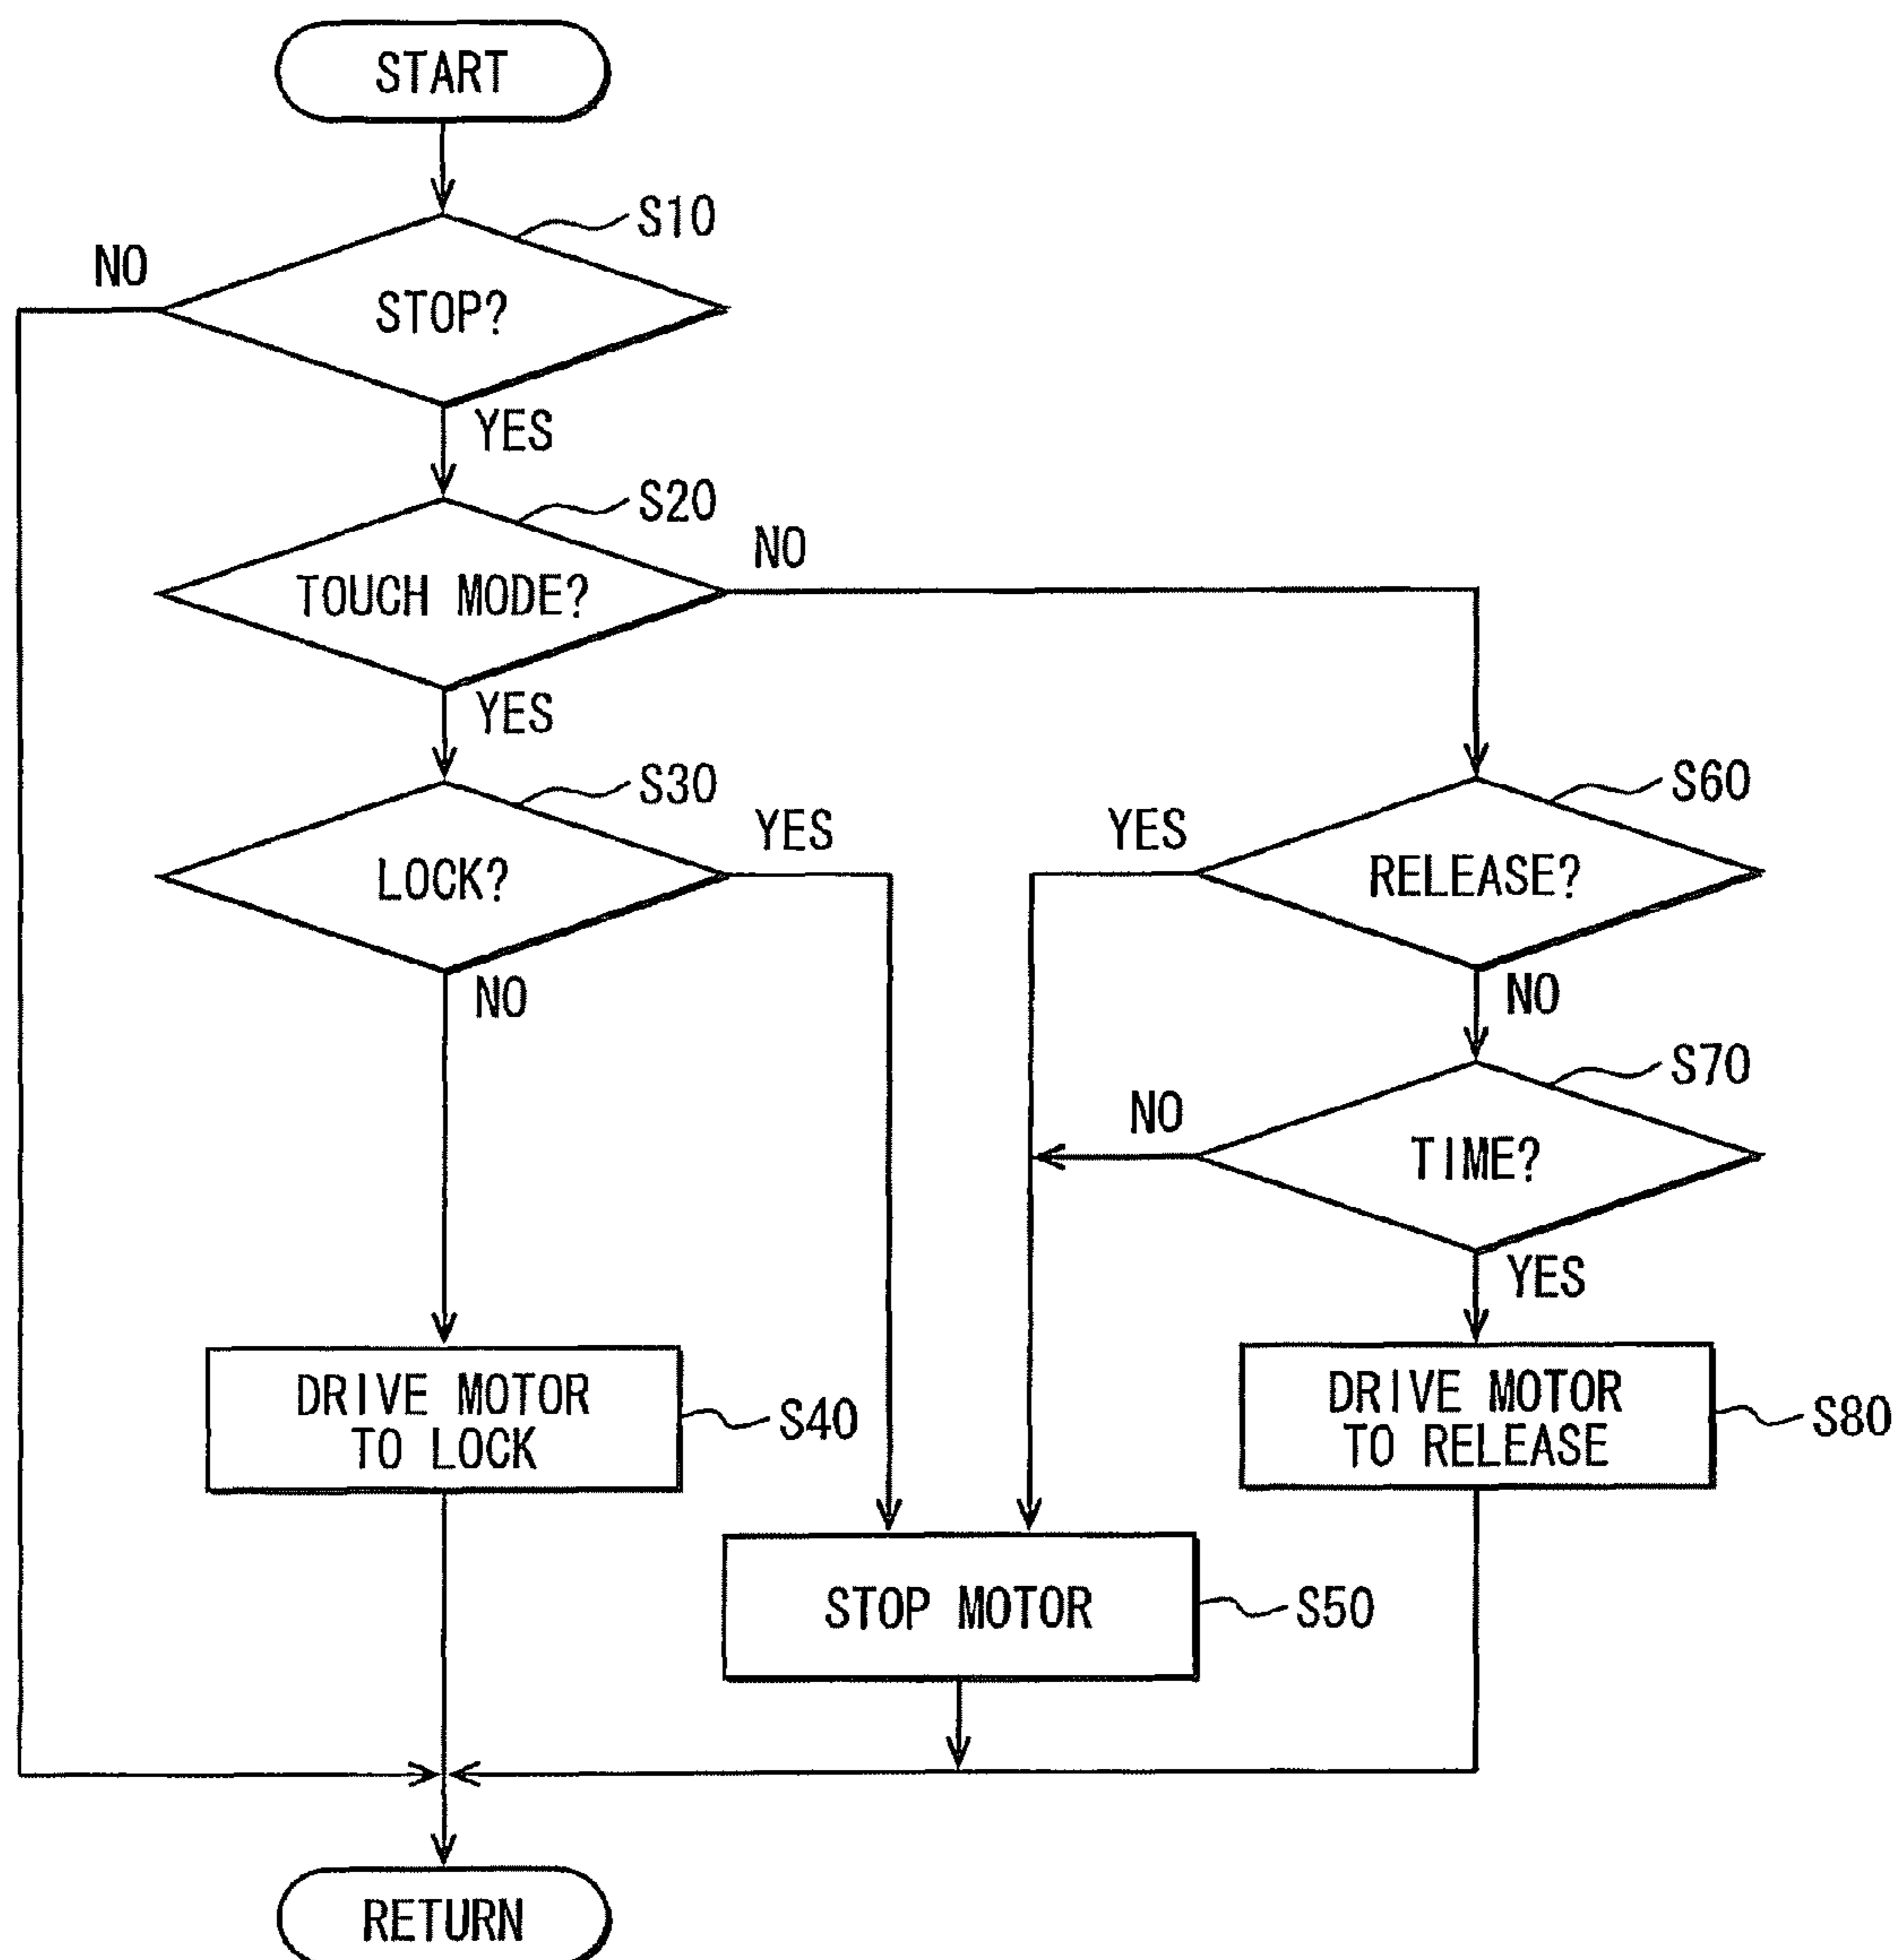 START
S10
NO
STOP?
YES
S20
NO
TOUCH MODE?
YES
S30
YES
LOCK?
NO
S60
YES
RELEASE?
NO
S70
NO
TIME?
YES
DRIVE MOTOR
TO LOCK
S40
DRIVE MOTOR
TO RELEASE
S80
STOP MOTOR
S50
RETURN